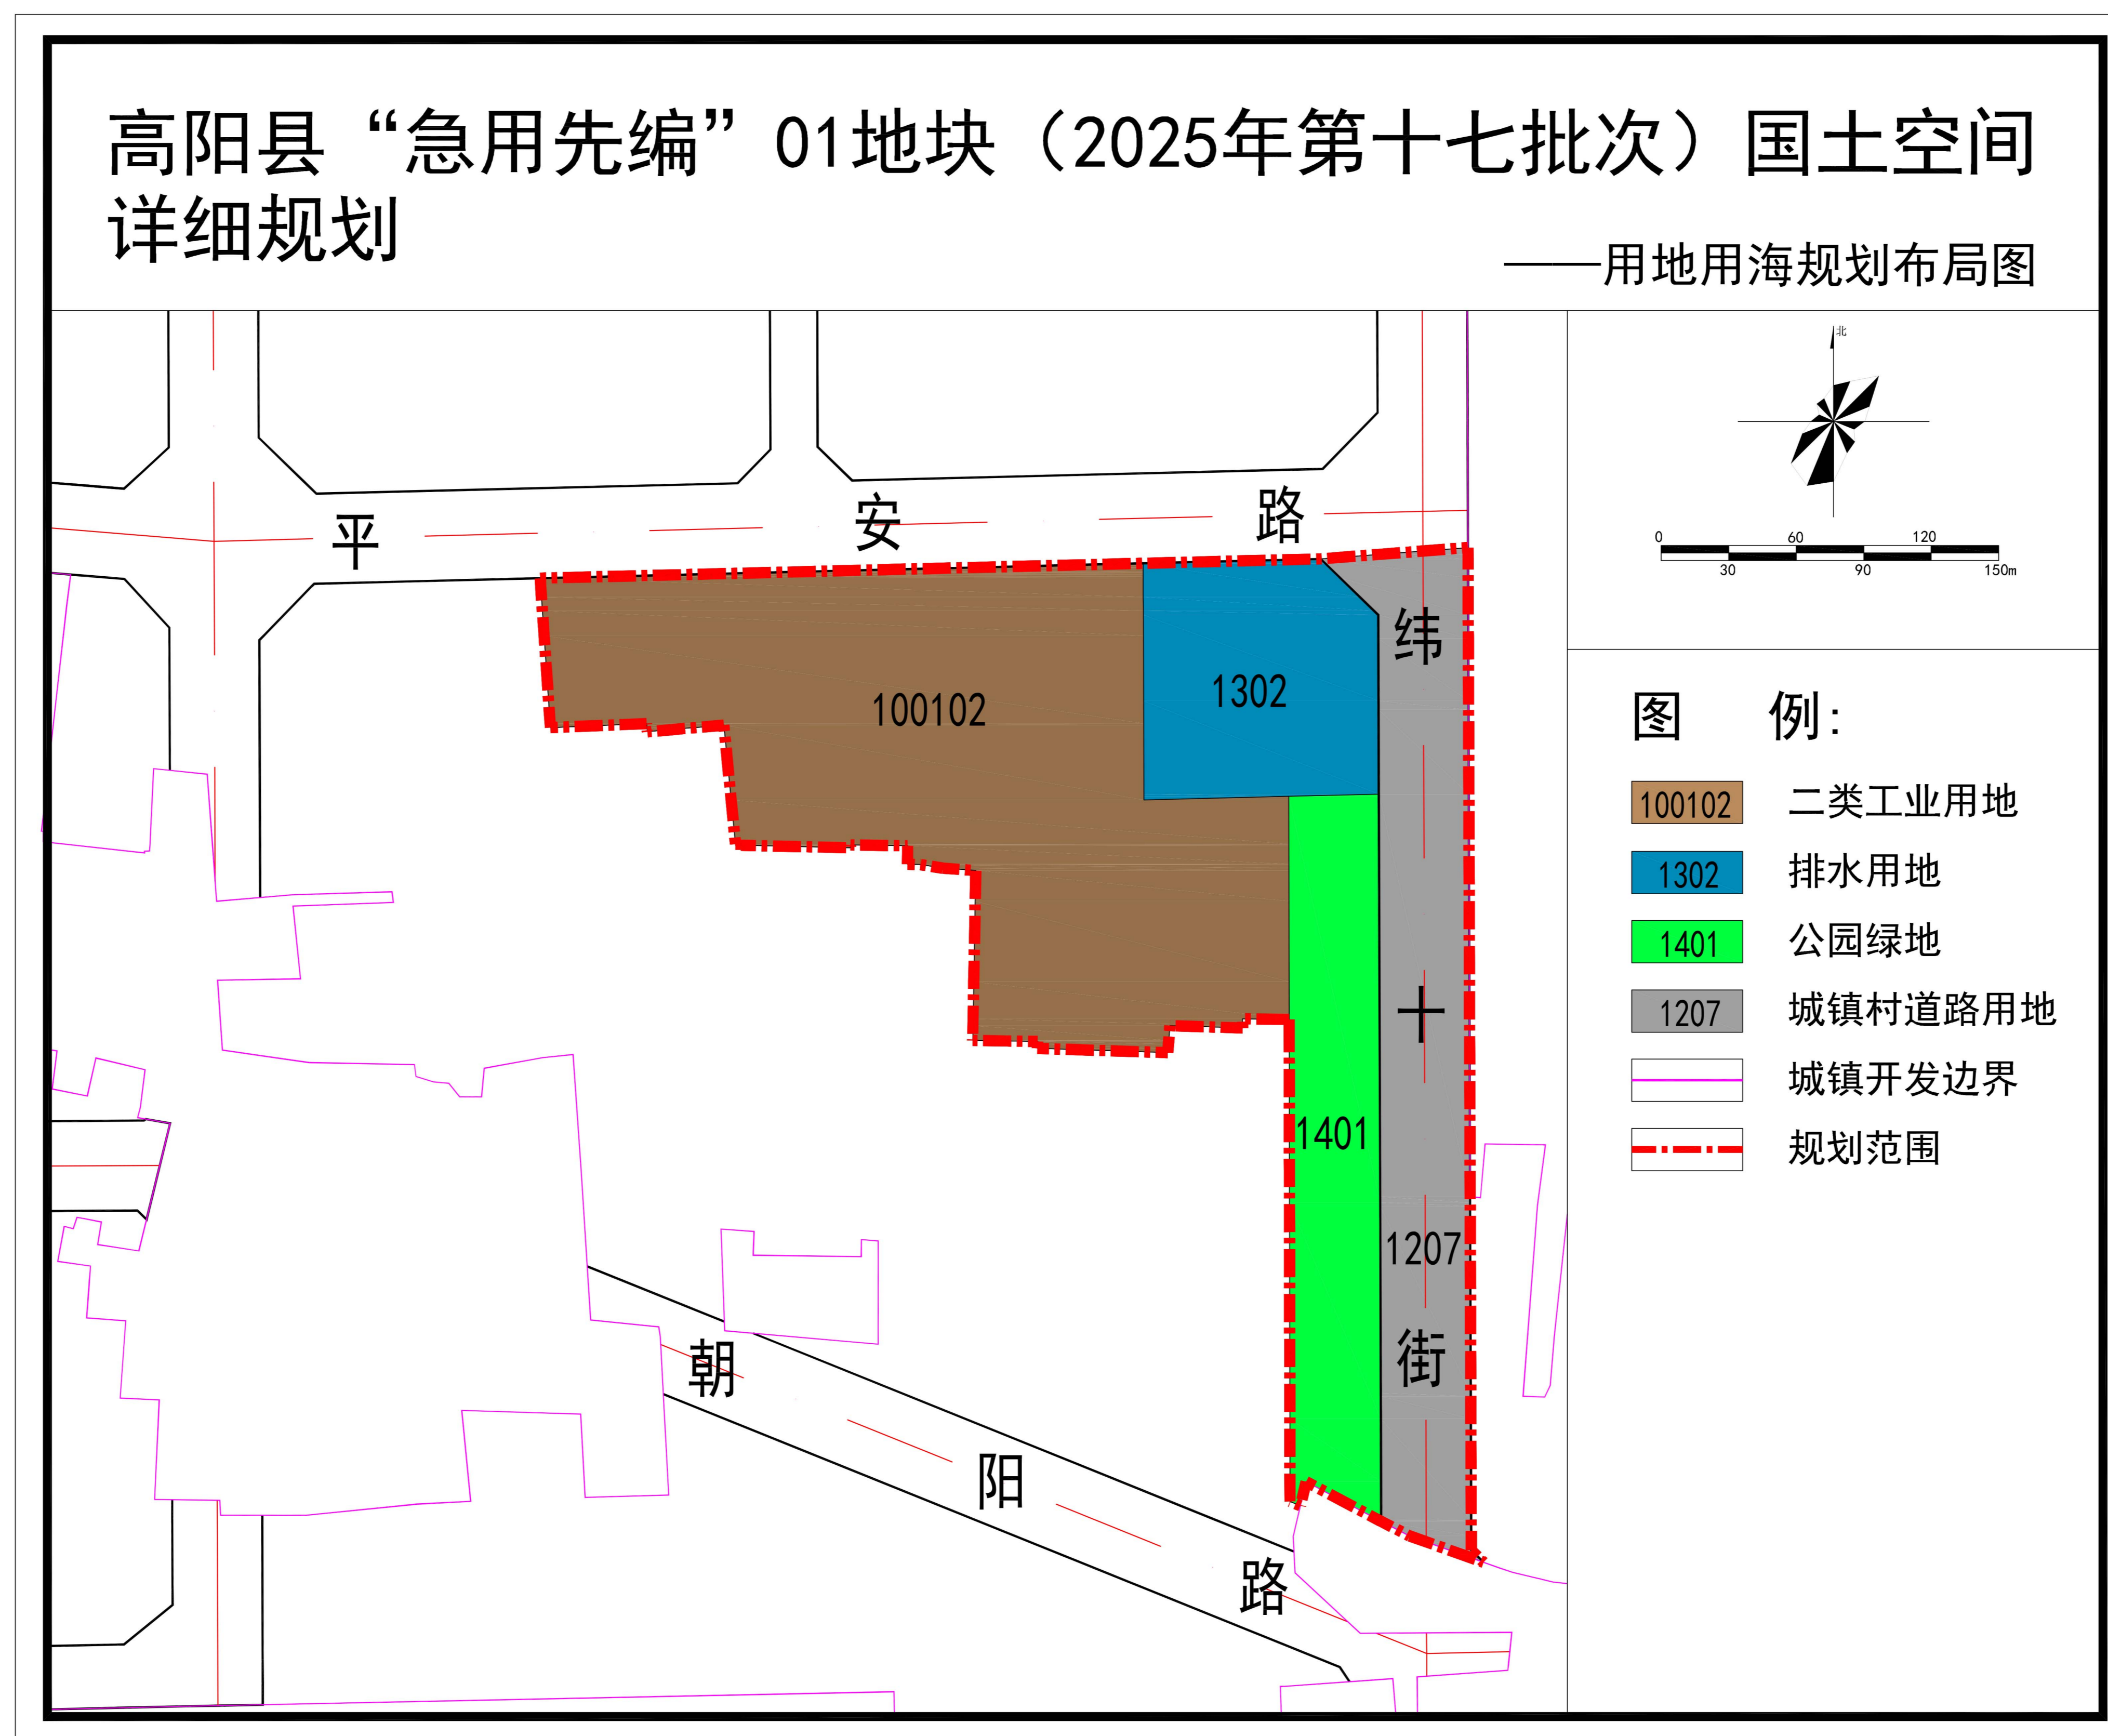 高阳县“急用先编”01地块（2025年第十七批次）国土空间
详细规划
——用地用海规划布局图
北
0 60 120
30 90 150m
平安路
纬十街
朝阳路
100102
1302
1401
1207
图 例:
100102 二类工业用地
1302 排水用地
1401 公园绿地
1207 城镇村道路用地
城镇开发边界
规划范围